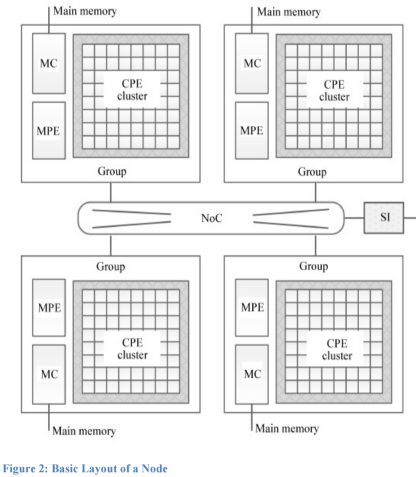 Main memory
MC
MPE
CPE
cluster
Group
Main memory
MC
MPE
CPE
cluster
Group
NoC
SI
Group
MPE
MC
CPE
cluster
Main memory
Group
MPE
MC
CPE
cluster
Main memory
Figure 2: Basic Layout of a Node